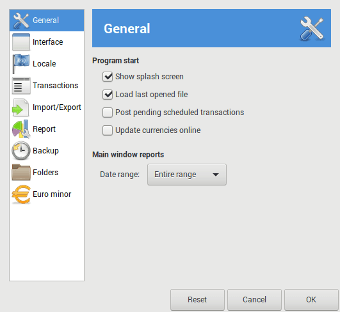 General
Interface
Locale
Transactions
Import/Export
Report
Backup
Folders
Euro minor
General
Program start
Show splash screen
Load last opened file
Post pending scheduled transactions
Update currencies online
Main window reports
Date range: Entire range
Reset Cancel OK